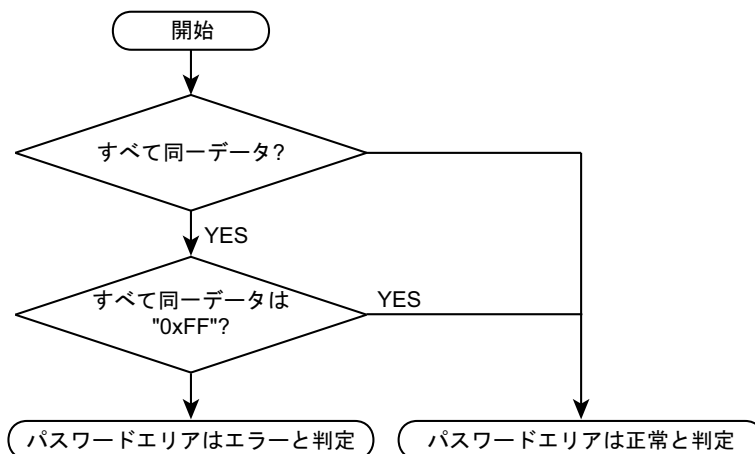 開始
すべて同一データ?
YES
すべて同一データは
"0xFF"?
YES
パスワードエリアはエラーと判定
パスワードエリアは正常と判定